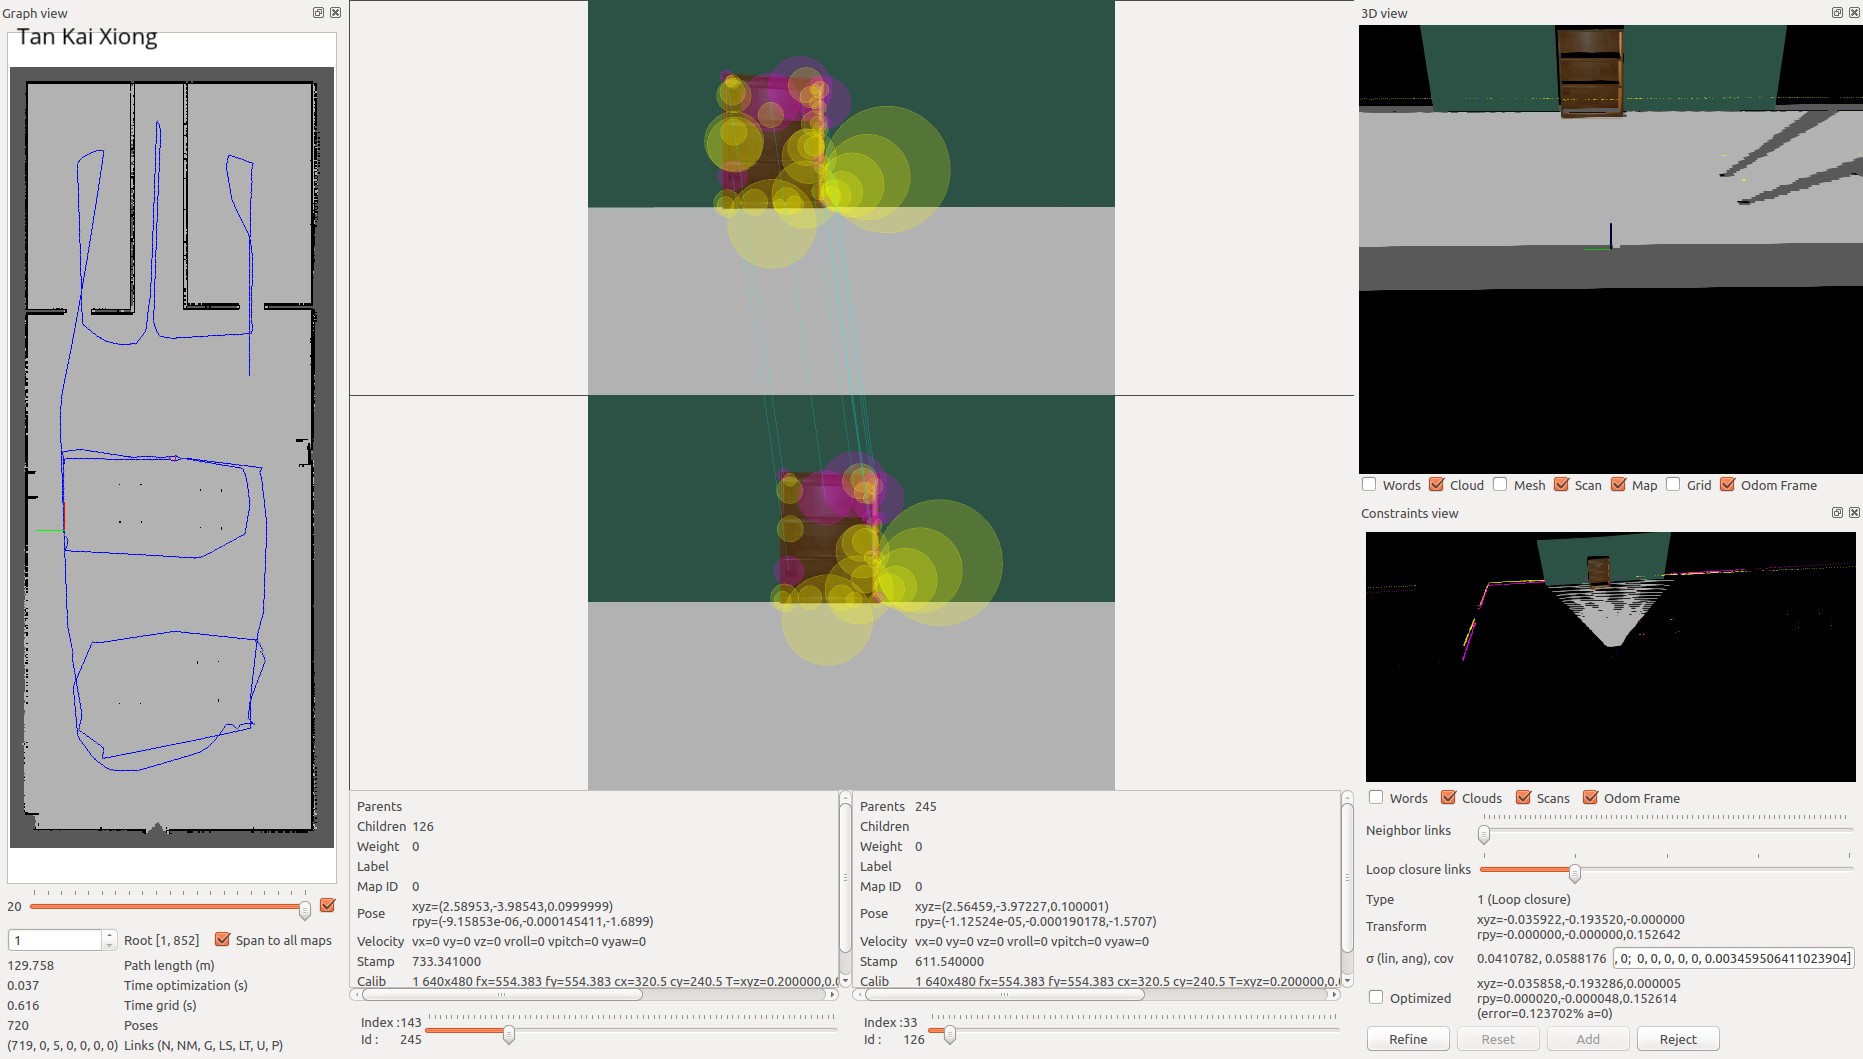 Graph view
Tan Kai Xiong
20
1 Root [1, 852] Span to all maps
129.758 Path length (m)
0.037 Time optimization (s)
0.616 Time grid (s)
720 Poses
(719, 0, 5, 0, 0, 0, 0) Links (N, NM, G, LS, LT, U, P)
Parents
Children 126
Weight 0
Label
Map ID 0
Pose xyz=(2.58953,-3.98543,0.0999999)
rpy=(-9.15853e-06,-0.000145411,-1.6899)
Velocity vx=0 vy=0 vz=0 vroll=0 vpitch=0 vyaw=0
Stamp 733.341000
Calib 1 640x480 fx=554.383 fy=554.383 cx=320.5 cy=240.5 T=xyz=0.200000,0.0
Index :143
Id : 245
Parents 245
Children
Weight 0
Label
Map ID 0
Pose xyz=(2.56459,-3.97227,0.100001)
rpy=(-1.12524e-05,-0.000190178,-1.5707)
Velocity vx=0 vy=0 vz=0 vroll=0 vpitch=0 vyaw=0
Stamp 611.540000
Calib 1 640x480 fx=554.383 fy=554.383 cx=320.5 cy=240.5 T=xyz=0.200000,0.
Index :33
Id : 126
3D view
Words Cloud Mesh Scan Map Grid Odom Frame
Constraints view
Words Clouds Scans Odom Frame
Neighbor links
Loop closure links
Type 1 (Loop closure)
Transform xyz=-0.035922,-0.193520,-0.000000
rpy=-0.000000,-0.000000,0.152642
σ (lin, ang), cov 0.0410782, 0.0588176 , 0; 0, 0, 0, 0, 0, 0.003459506411023904]
Optimized xyz=-0.035858,-0.193286,0.000005
rpy=0.000020,-0.000048,0.152614
(error=0.123702% a=0)
Refine Reset Add Reject